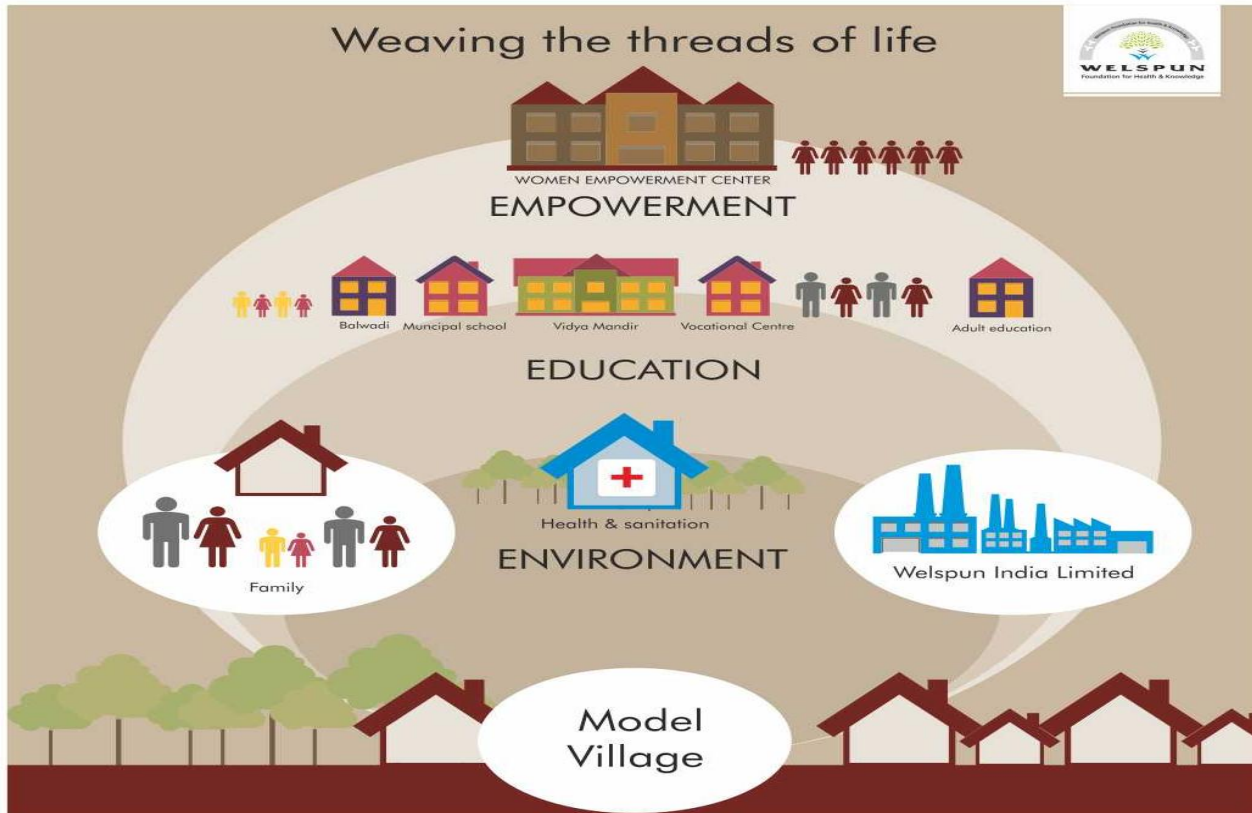 Weaving the threads of life
WELSPUN
Foundation for Health & Knowledge
WOMEN EMPOWERMENT CENTER
EMPOWERMENT
Balwadi
Muncipal school
Vidya Mandir
Vocational Centre
Adult education
EDUCATION
Health & sanitation
ENVIRONMENT
Family
Welspun India Limited
Model
Village